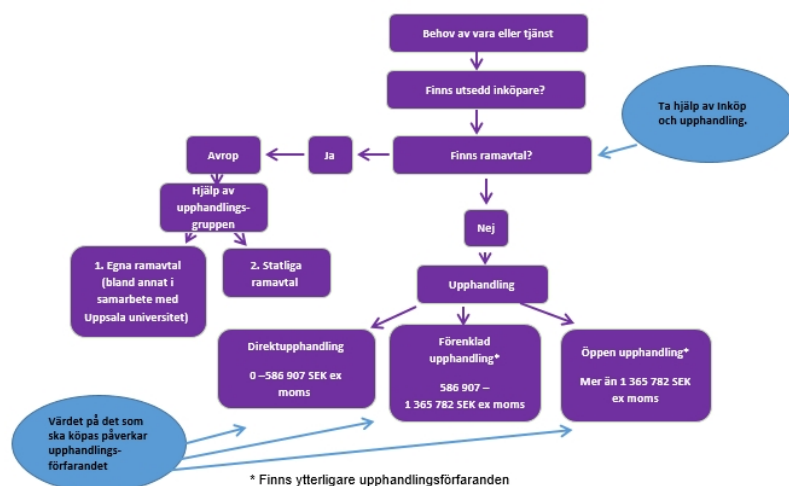 Behov av vara eller tjänst
Finns utsedd inköpare?
Ta hjälp av Inköp
och upphandling.
Avrop
Ja
Finns ramavtal?
Hjälp av
upphandlings-
gruppen
Nej
1. Egna ramavtal
(bland annat i
samarbete med
Uppsala universitet)
2. Statliga
ramavtal
Upphandling
Direktupphandling
0 –586 907 SEK ex
moms
Förenklad
upphandling*
586 907 –
1 365 782 SEK ex moms
Öppen upphandling*
Mer än 1 365 782 SEK
ex moms
Värdet på det som
ska köpas påverkar
upphandlings-
förfarandet
* Finns ytterligare upphandlingsförfaranden